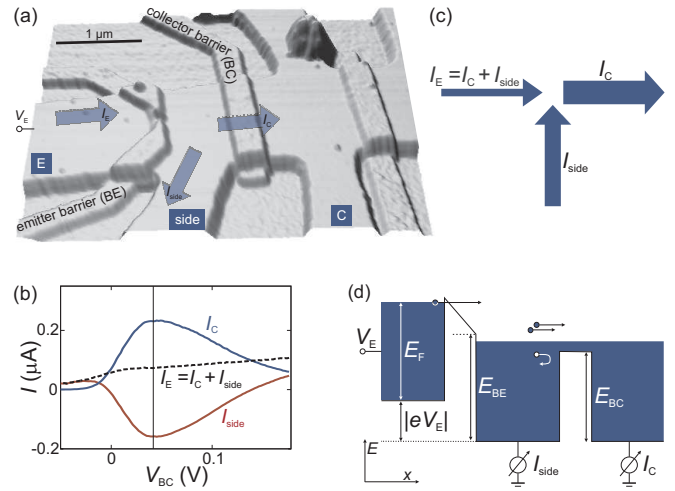 (a)
1 μm
collector barrier (BC)
V_E
I_E
I_C
E
I_side
side
C
emitter barrier (BE)
(c)
I_E = I_C + I_side
I_C
I_side
(b)
I (μA)
0.2
0
-0.2
0
0.1
V_BC (V)
I_C
I_E = I_C + I_side
I_side
(d)
V_E
E_F
|eV_E|
E_BE
E_BC
E
x
I_side
I_C